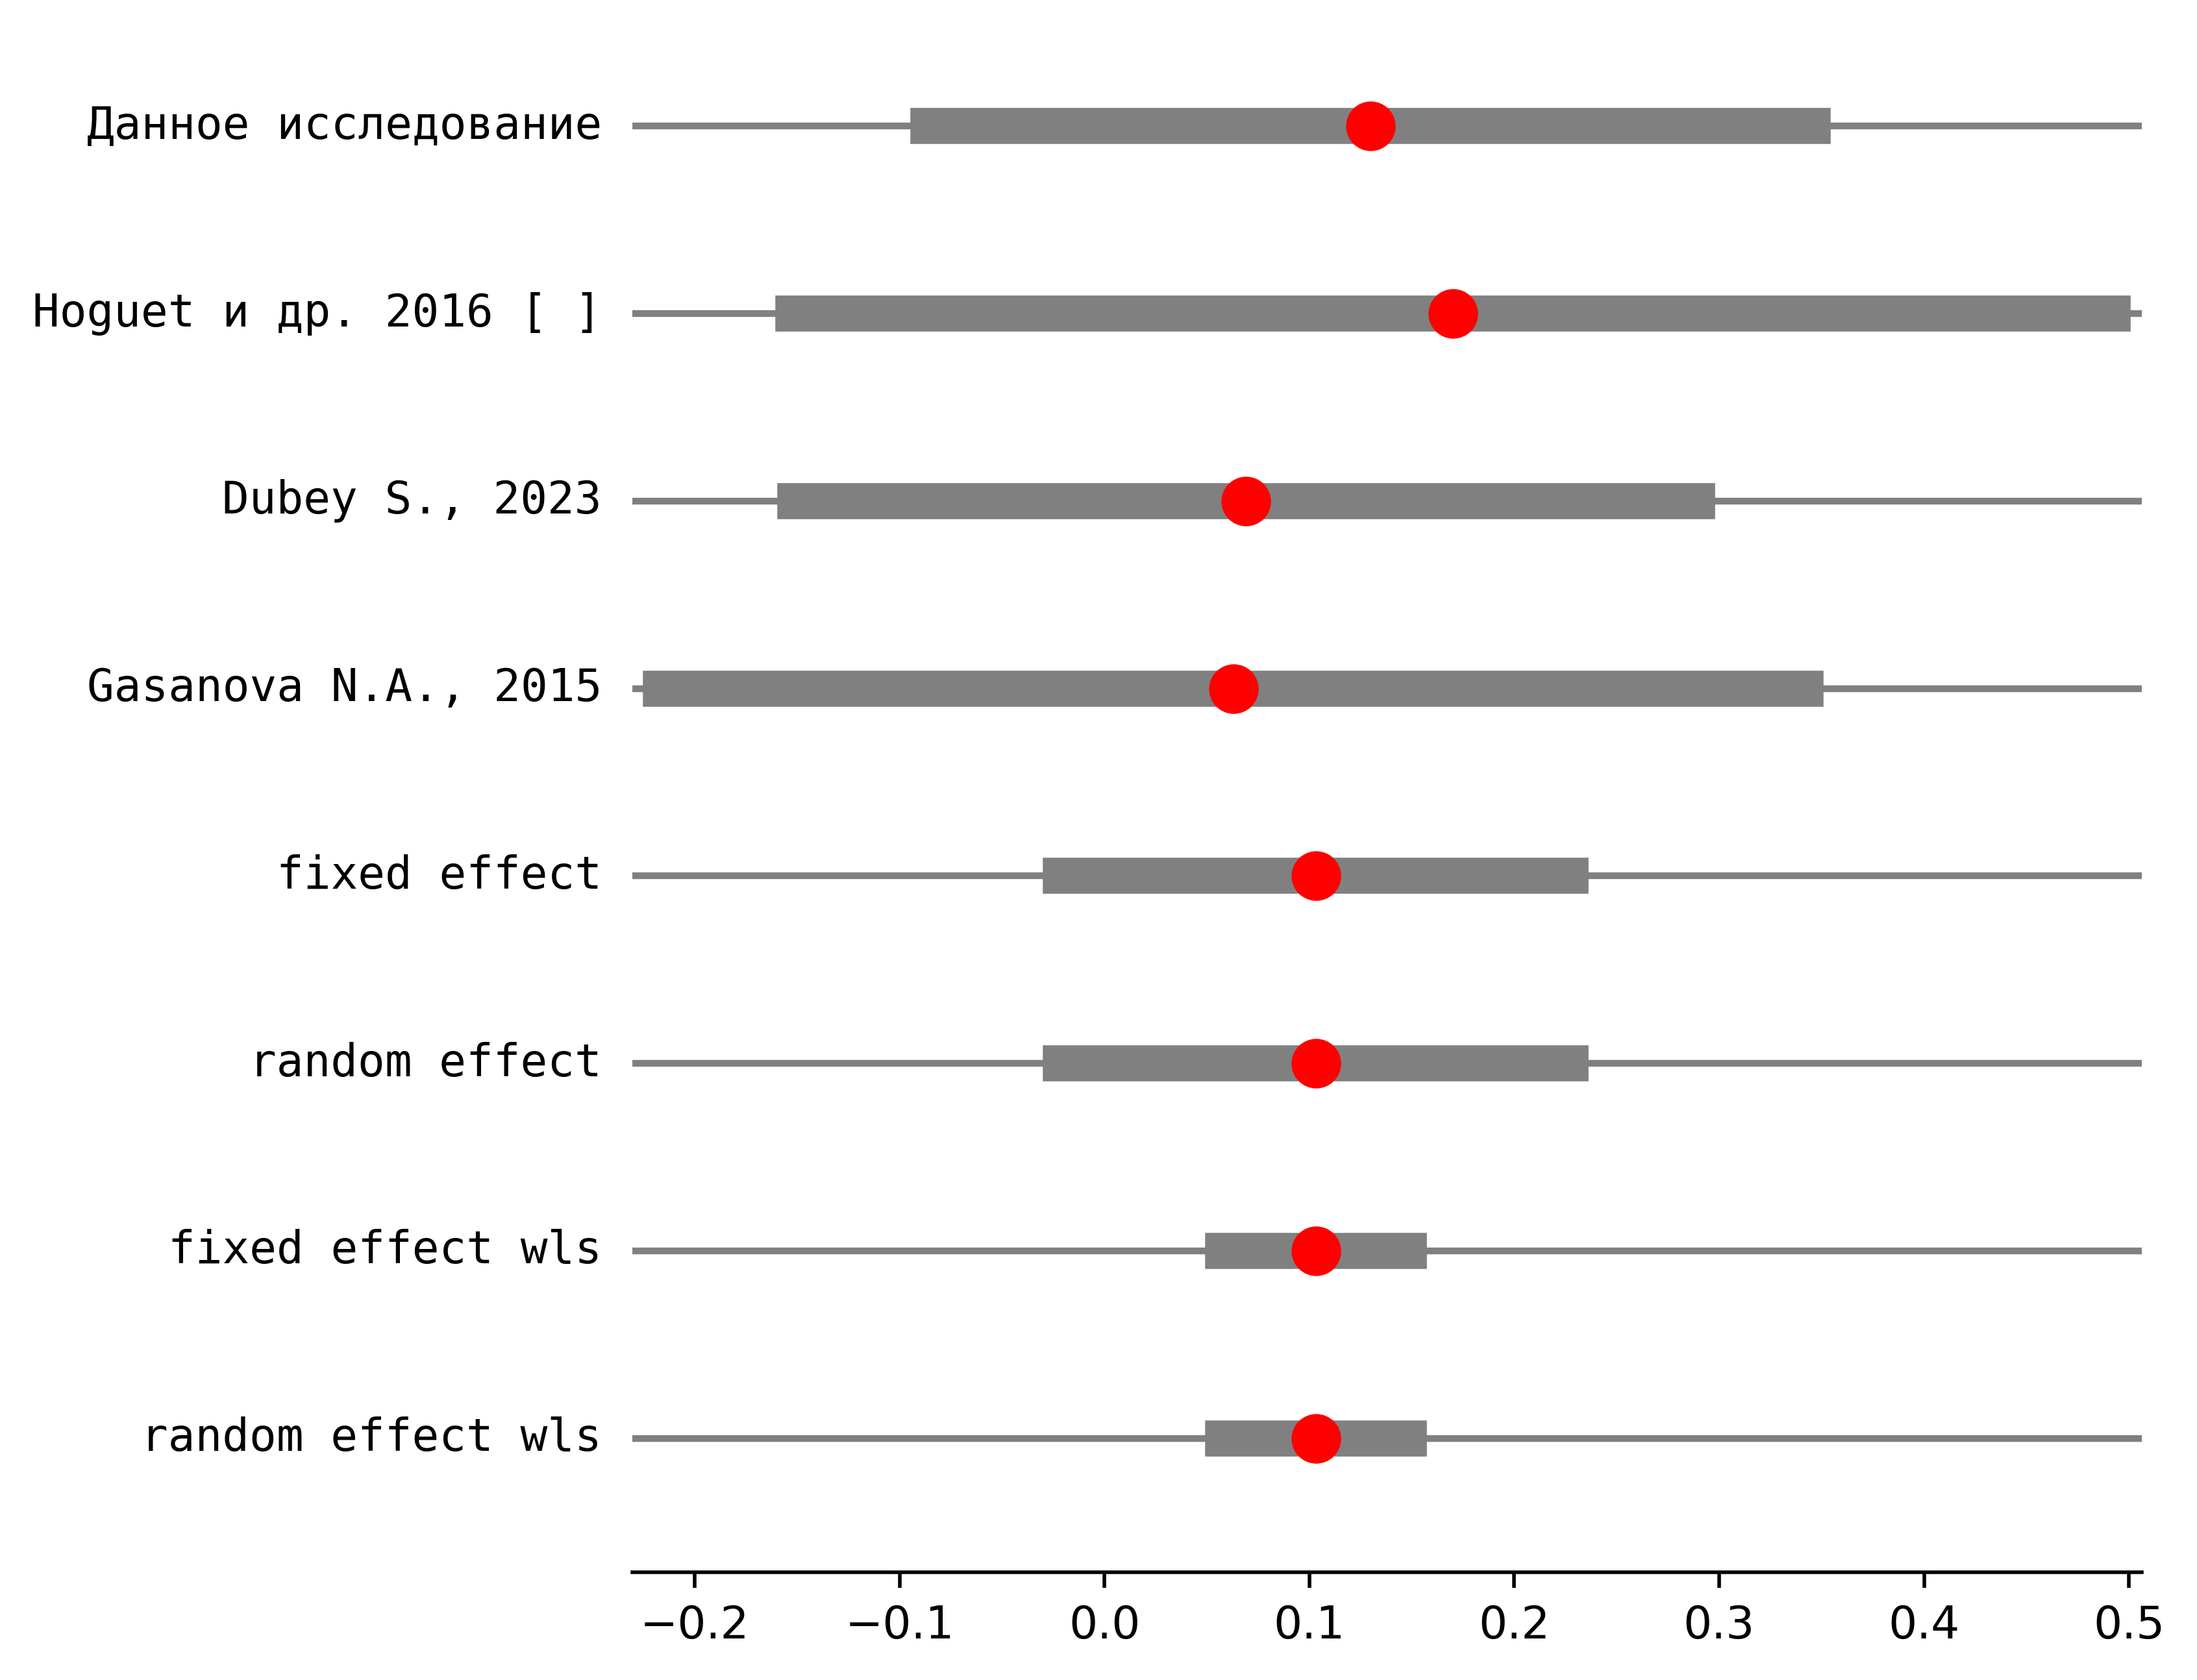 Данное исследование
Hoguet и др. 2016 [ ]
Dubey S., 2023
Gasanova N.A., 2015
fixed effect
random effect
fixed effect wls
random effect wls
−0.2 −0.1 0.0 0.1 0.2 0.3 0.4 0.5